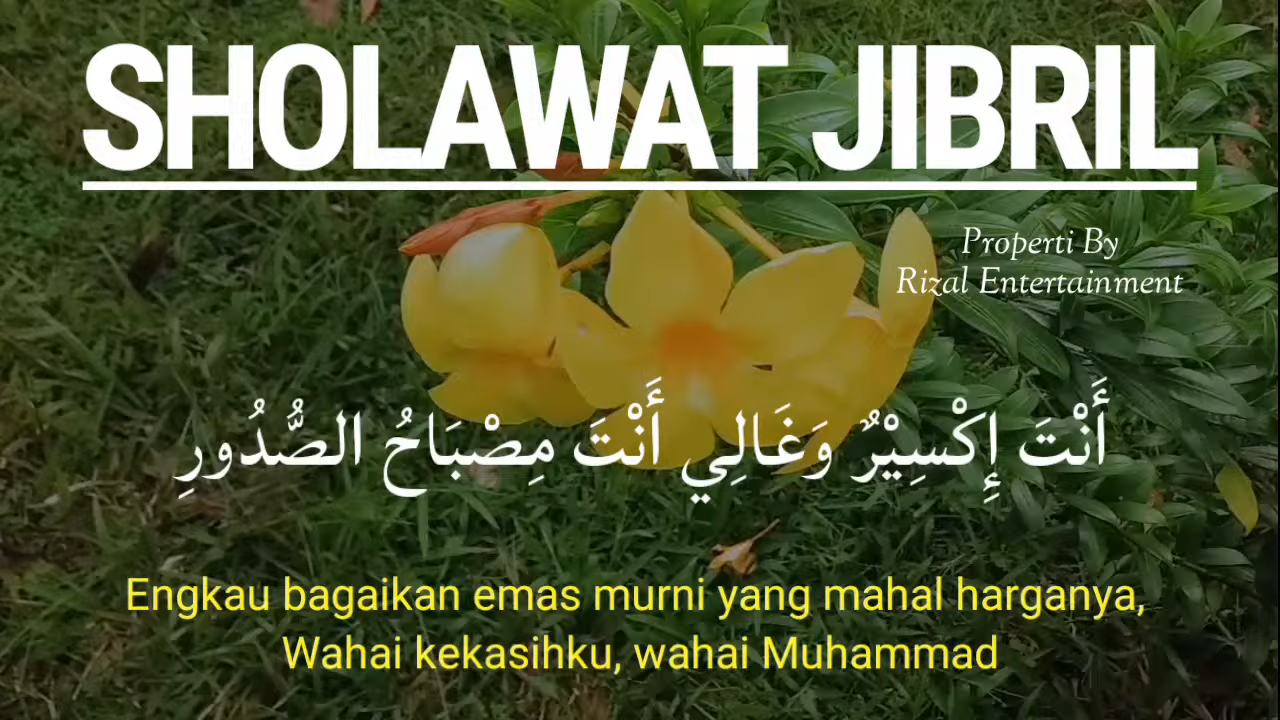 SHOLAWAT JIBRIL
Properti By
Rizal Entertainment
أَنْتَ إِكْسِيْرٌ وَغَالِي أَنْتَ مِصْبَاحُ الصُّدُورِ
Engkau bagaikan emas murni yang mahal harganya,
Wahai kekasihku, wahai Muhammad